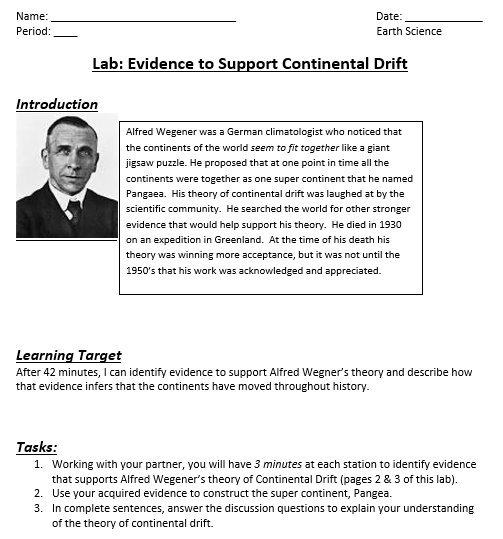 Name: ________________________________ Date: ______________
Period: ____ Earth Science
Lab: Evidence to Support Continental Drift
Introduction
Alfred Wegener was a German climatologist who noticed that
the continents of the world seem to fit together like a giant
jigsaw puzzle. He proposed that at one point in time all the
continents were together as one super continent that he named
Pangaea. His theory of continental drift was laughed at by the
scientific community. He searched the world for other stronger
evidence that would help support his theory. He died in 1930
on an expedition in Greenland. At the time of his death his
theory was winning more acceptance, but it was not until the
1950's that his work was acknowledged and appreciated.
Learning Target
After 42 minutes, I can identify evidence to support Alfred Wegner's theory and describe how
that evidence infers that the continents have moved throughout history.
Tasks:
1. Working with your partner, you will have 3 minutes at each station to identify evidence
that supports Alfred Wegener's theory of Continental Drift (pages 2 & 3 of this lab).
2. Use your acquired evidence to construct the super continent, Pangea.
3. In complete sentences, answer the discussion questions to explain your understanding
of the theory of continental drift.